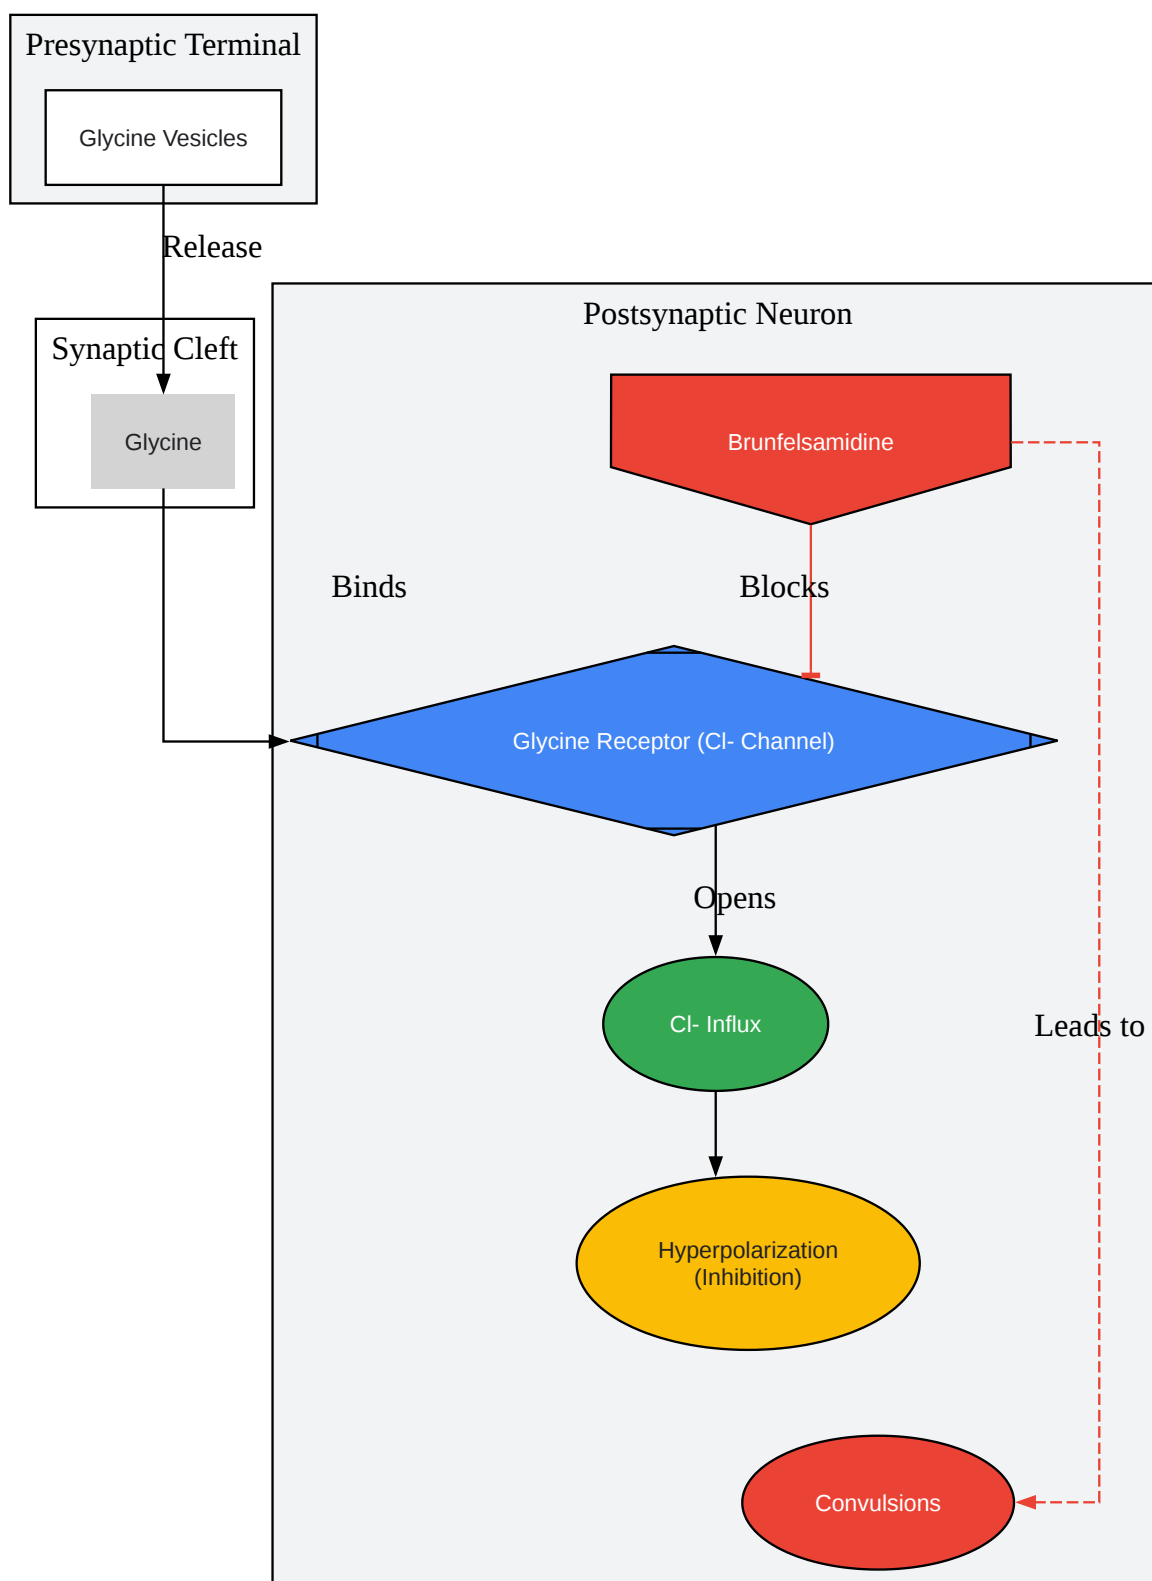 Presynaptic Terminal
Glycine Vesicles
Release
Postsynaptic Neuron
Synaptic Cleft
Glycine
Brunfelsamidine
Binds
Blocks
Glycine Receptor (Cl- Channel)
Opens
Cl- Influx
Leads to
Hyperpolarization
(Inhibition)
Convulsions